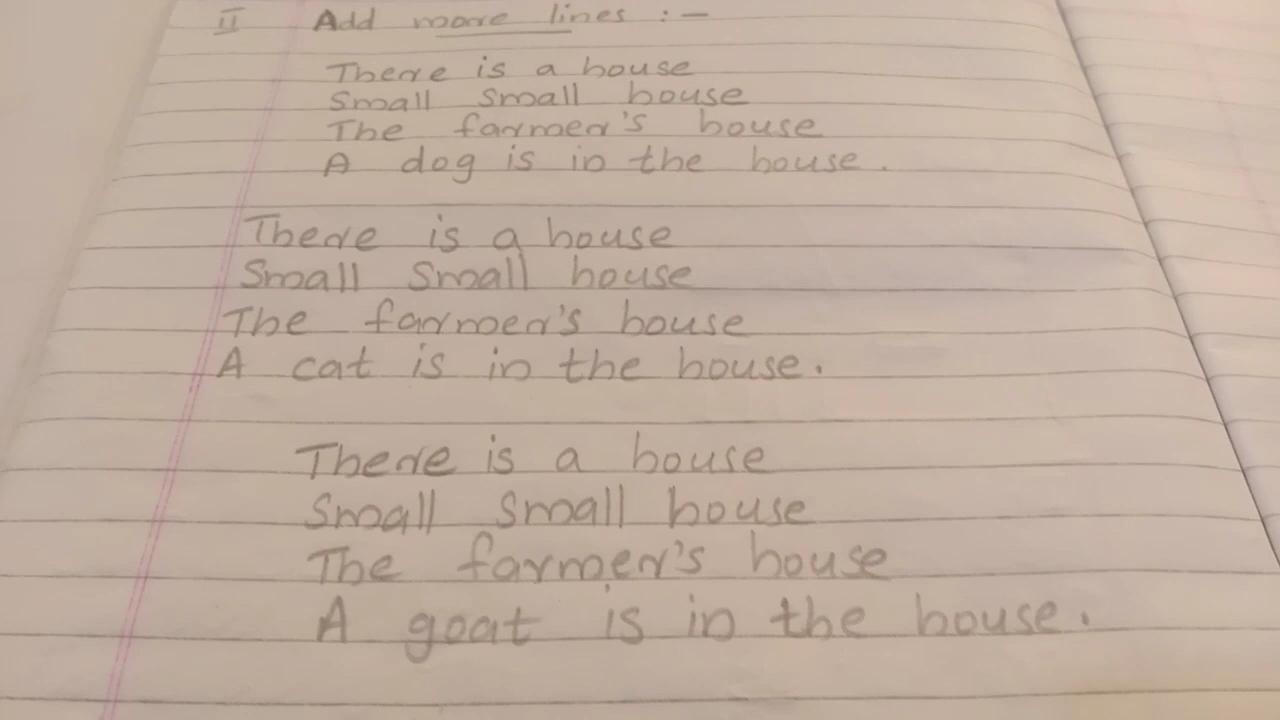 II Add more lines :-
There is a house
Small small house
The farmer's house
A dog is in the house.
There is a house
Small Small house
The farmer's house
A cat is in the house.
There is a house
Small Small house
The farmer's house
A goat is in the house.